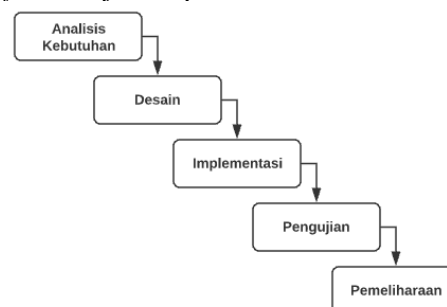 Analisis
Kebutuhan
Desain
Implementasi
Pengujian
Pemeliharaan